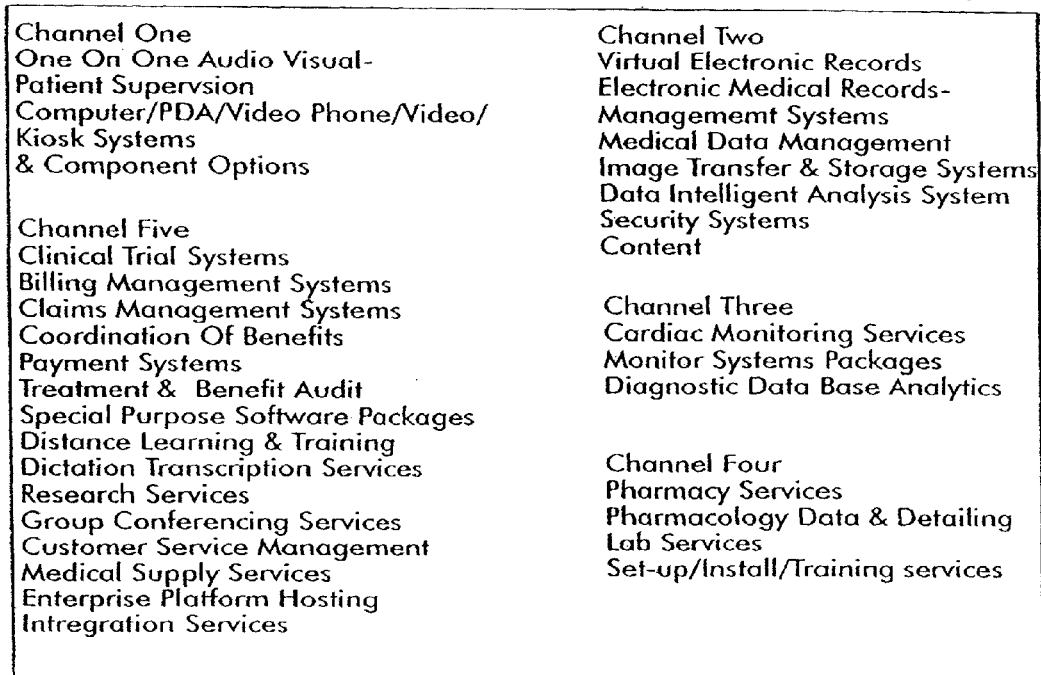 Channel One
One On One Audio Visual-
Patient Supervsion
Computer/PDA/Video Phone/Video/
Kiosk Systems
& Component Options
Channel Five
Clinical Trial Systems
Billing Management Systems
Claims Management Systems
Coordination Of Benefits
Payment Systems
Treatment & Benefit Audit
Special Purpose Software Packages
Distance Learning & Training
Dictation Transcription Services
Research Services
Group Conferencing Services
Customer Service Management
Medical Supply Services
Enterprise Platform Hosting
Intregration Services
Channel Two
Virtual Electronic Records
Electronic Medical Records-
Managememt Systems
Medical Data Management
Image Transfer & Storage Systems
Data Intelligent Analysis System
Security Systems
Content
Channel Three
Cardiac Monitoring Services
Monitor Systems Packages
Diagnostic Data Base Analytics
Channel Four
Pharmacy Services
Pharmacology Data & Detailing
Lab Services
Set-up/Install/Training services